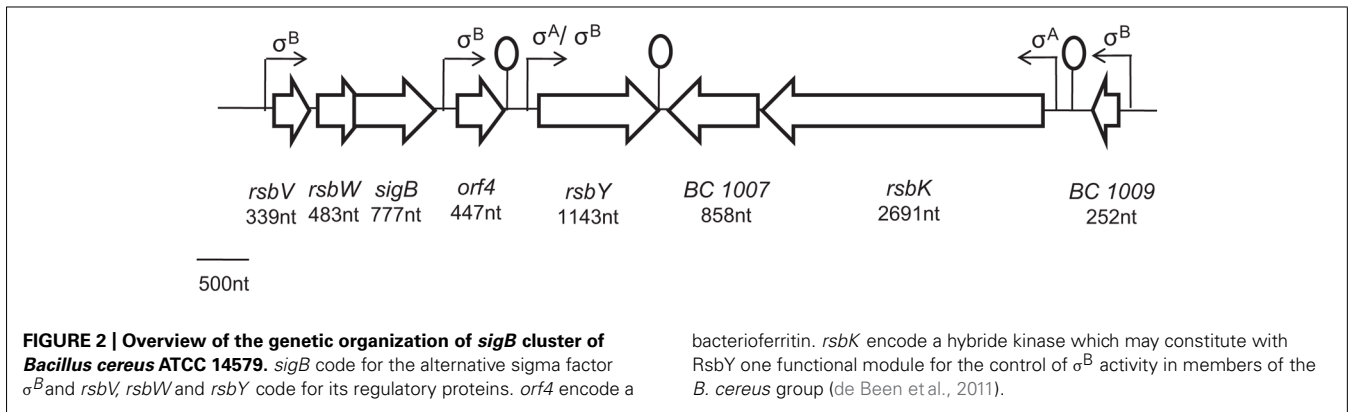 σB σB σA/ σB σA σB
rsbV rsbW sigB orf4 rsbY BC 1007 rsbK BC 1009
339nt 483nt 777nt 447nt 1143nt 858nt 2691nt 252nt
500nt
FIGURE 2 | Overview of the genetic organization of sigB cluster of
Bacillus cereus ATCC 14579. sigB code for the alternative sigma factor
σB and rsbV, rsbW and rsbY code for its regulatory proteins. orf4 encode a
bacterioferritin. rsbK encode a hybride kinase which may constitute with
RsbY one functional module for the control of σB activity in members of the
B. cereus group (de Been et al., 2011).